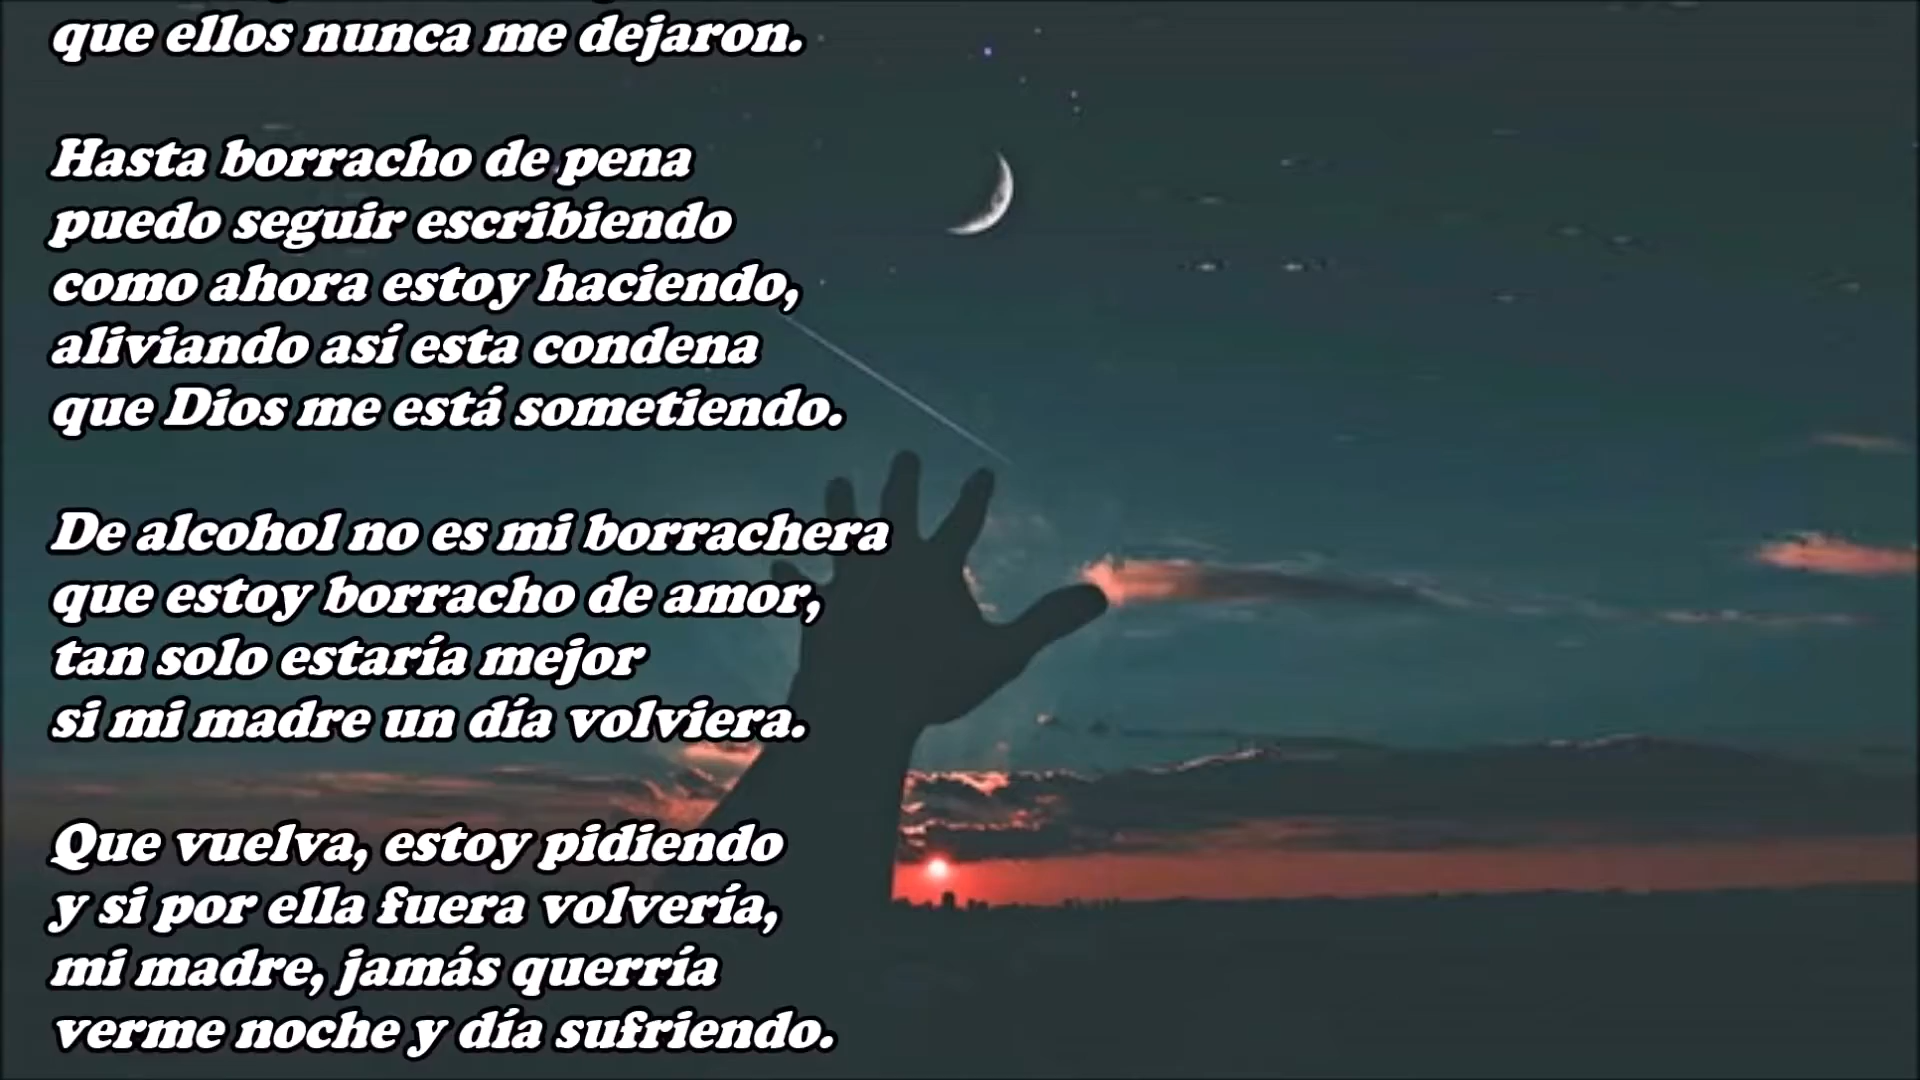 que ellos nunca me dejaron.
Hasta borracho de pena
puedo seguir escribiendo
como ahora estoy haciendo,
aliviando así esta condena
que Dios me está sometiendo.
De alcohol no es mi borrachera
que estoy borracho de amor,
tan solo estaría mejor
si mi madre un día volviera.
Que vuelva, estoy pidiendo
y si por ella fuera volvería,
mi madre, jamás querría
verme noche y día sufriendo.